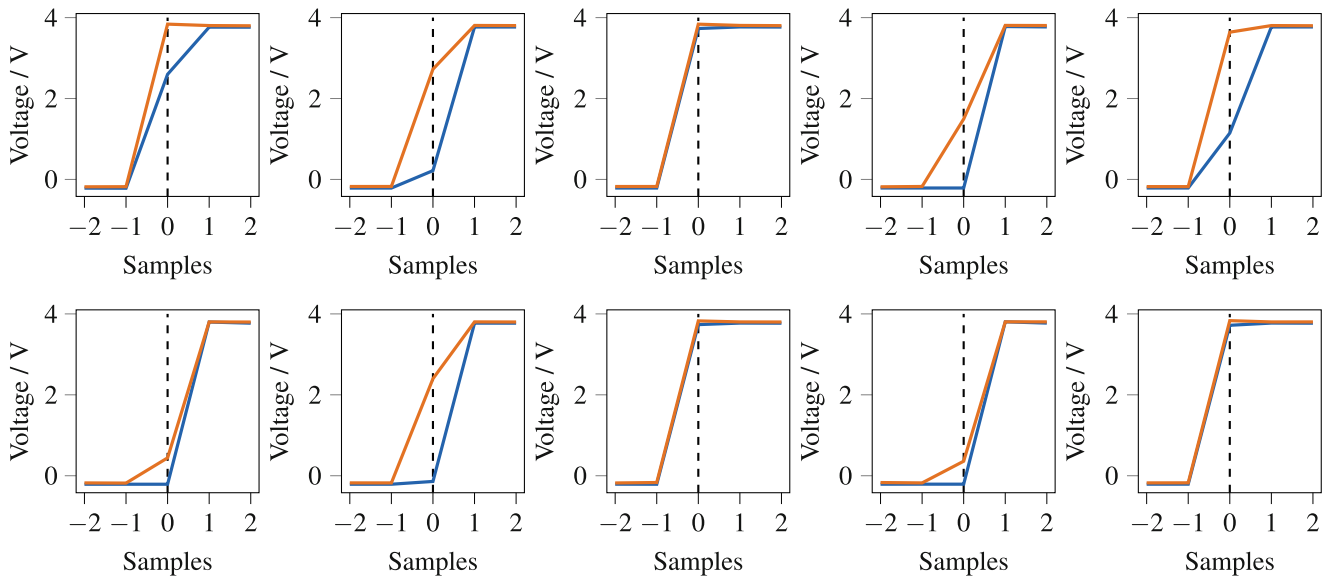 4 4 4 4 4
Voltage / V Voltage / V Voltage / V Voltage / V Voltage / V
2 2 2 2 2
0 0 0 0 0
−2 −1 0 1 2 −2 −1 0 1 2 −2 −1 0 1 2 −2 −1 0 1 2 −2 −1 0 1 2
Samples Samples Samples Samples Samples
4 4 4 4 4
Voltage / V Voltage / V Voltage / V Voltage / V Voltage / V
2 2 2 2 2
0 0 0 0 0
−2 −1 0 1 2 −2 −1 0 1 2 −2 −1 0 1 2 −2 −1 0 1 2 −2 −1 0 1 2
Samples Samples Samples Samples Samples